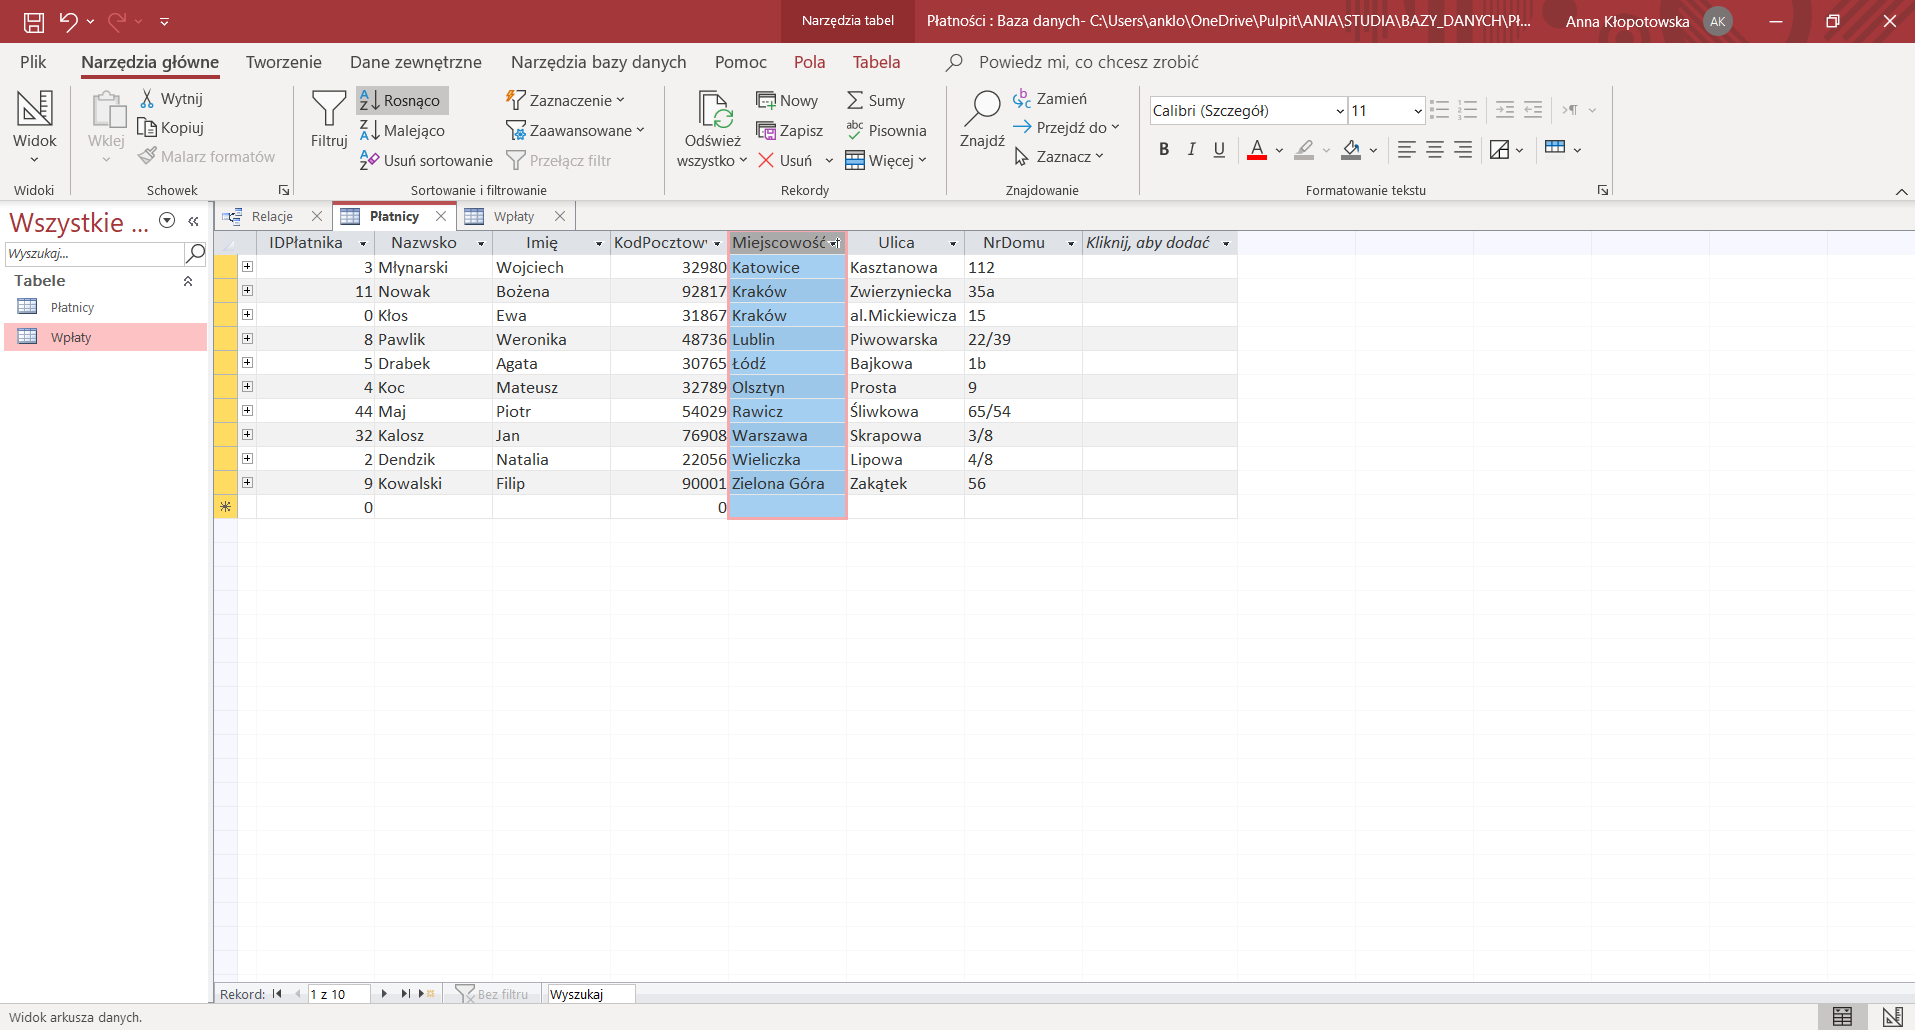 Narzędzia tabel
Płatności : Baza danych- C:\Users\anklo\OneDrive\Pulpit\ANIA\STUDIA\BAZY_DANYCH\Pł...
Anna Kłopotowska
AK
Plik
Narzędzia główne
Tworzenie
Dane zewnętrzne
Narzędzia bazy danych
Pomoc
Pola
Tabela
Powiedz mi, co chcesz zrobić
Widok
Widoki
Wklej
Wytnij
Kopiuj
Malarz formatów
Schowek
Filtruj
Rosnąco
Malejąco
Usuń sortowanie
Zaznaczenie
Zaawansowane
Przełącz filtr
Sortowanie i filtrowanie
Odśwież
wszystko
Nowy
Zapisz
Usuń
Sumy
Pisownia
Więcej
Rekordy
Znajdź
Zamień
Przejdź do
Zaznacz
Znajdowanie
Calibri (Szczegół) 11
B I U A
Formatowanie tekstu
Wszystkie ...
Wyszukaj...
Tabele
Płatnicy
Wpłaty
Relacje Płatnicy Wpłaty
IDPłatnika Nazwsko Imię KodPocztowy Miejscowość Ulica NrDomu Kliknij, aby dodać
3 Młynarski Wojciech 32980 Katowice Kasztanowa 112
11 Nowak Bożena 92817 Kraków Zwierzyniecka 35a
0 Kłos Ewa 31867 Kraków al.Mickiewicza 15
8 Pawlik Weronika 48736 Lublin Piwowarska 22/39
5 Drabek Agata 30765 Łódź Bajkowa 1b
4 Koc Mateusz 32789 Olsztyn Prosta 9
44 Maj Piotr 54029 Rawicz Śliwkowa 65/54
32 Kalosz Jan 76908 Warszawa Skrapowa 3/8
2 Dendzik Natalia 22056 Wieliczka Lipowa 4/8
9 Kowalski Filip 90001 Zielona Góra Zakątek 56
0 0
Rekord: 1 z 10 Bez filtru Wyszukaj
Widok arkusza danych.